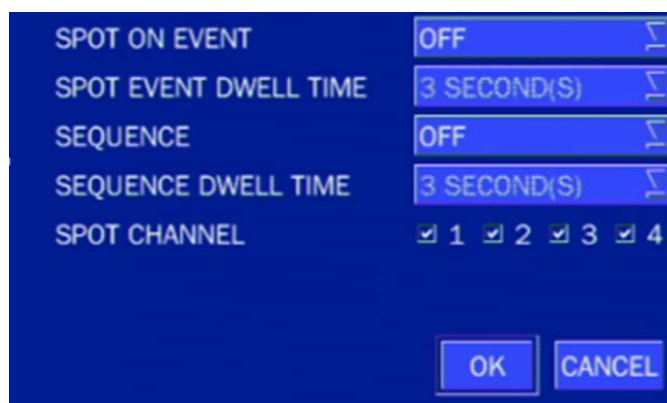 SPOT ON EVENT OFF
SPOT EVENT DWELL TIME 3 SECOND(S)
SEQUENCE OFF
SEQUENCE DWELL TIME 3 SECOND(S)
SPOT CHANNEL 1 2 3 4
OK CANCEL